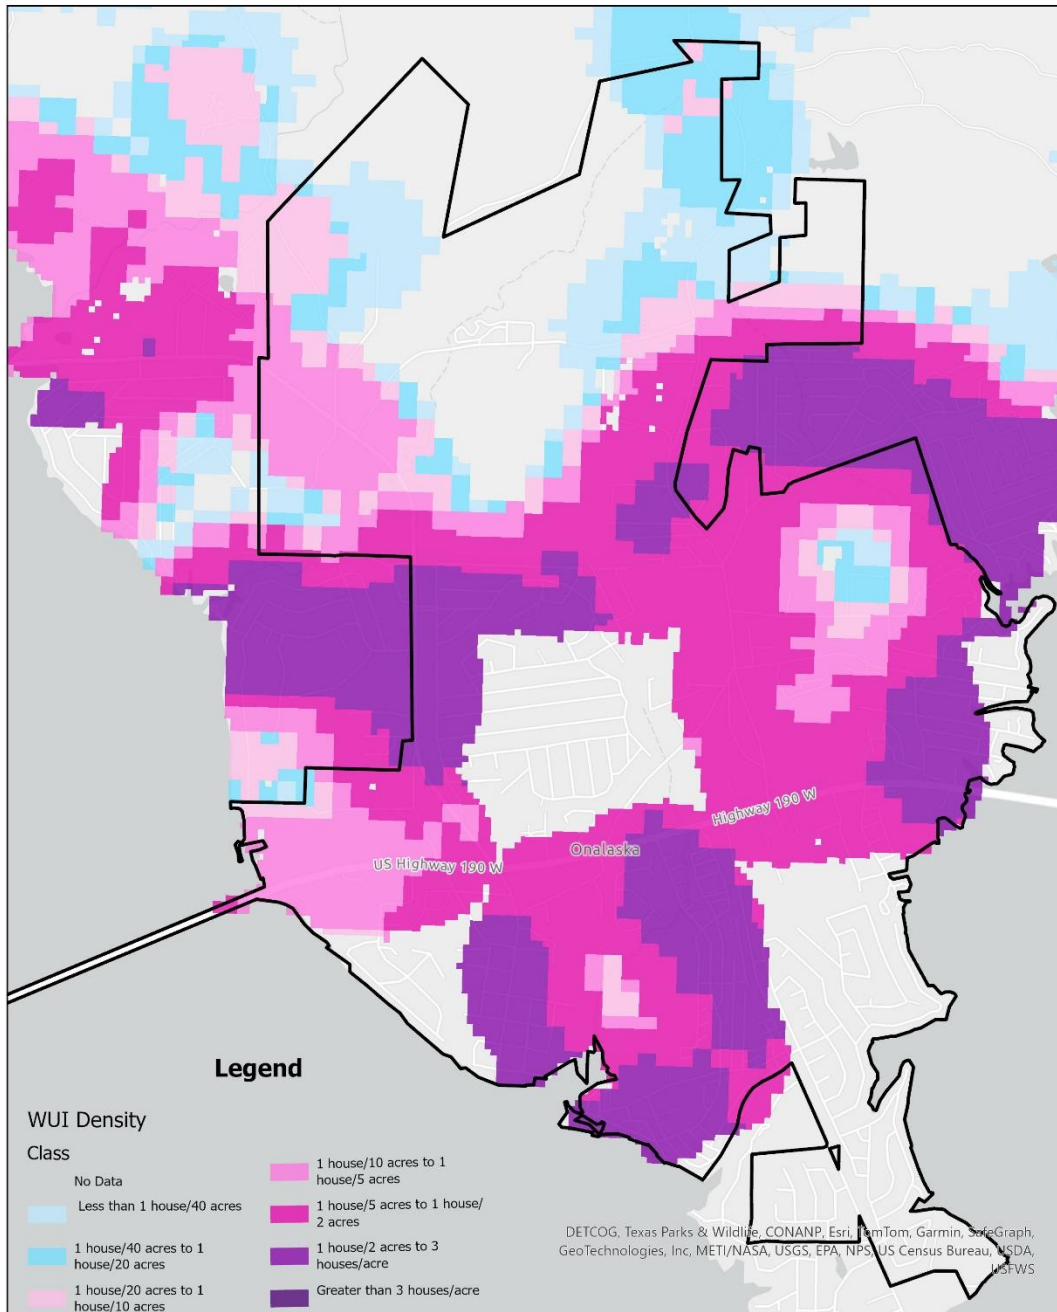 Highway 190 W
Onalaska
US Highway 190 W
Legend
WUI Density
Class
No Data
Less than 1 house/40 acres
1 house/40 acres to 1
house/20 acres
1 house/20 acres to 1
house/10 acres
1 house/10 acres to 1
house/5 acres
1 house/5 acres to 1 house/
2 acres
1 house/2 acres to 3
houses/acre
Greater than 3 houses/acre
DETCOG, Texas Parks & Wildlife, CONANP, Esri, TomTom, Garmin, SafeGraph,
GeoTechnologies, Inc, METI/NASA, USGS, EPA, NPS, US Census Bureau, USDA,
USFWS